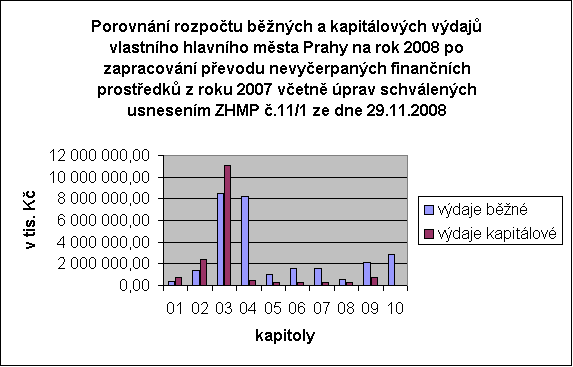 Porovnání rozpočtu běžných a kapitálových výdajů
vlastního hlavního města Prahy na rok 2008 po
zapracování převodu nevyčerpaných finančních
prostředků z roku 2007 včetně úprav schválených
usnesením ZHMP č.11/1 ze dne 29.11.2008
v tis. Kč
12 000 000,00
10 000 000,00
8 000 000,00
6 000 000,00
4 000 000,00
2 000 000,00
0,00
01 02 03 04 05 06 07 08 09 10
kapitoly
výdaje běžné
výdaje kapitálové